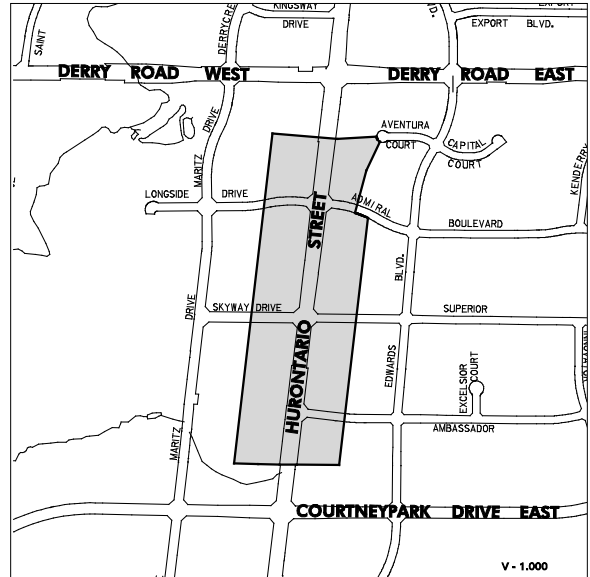 KINGSWAY
DRIVE
DERRYCRE
SAINT
EXPORT BLVD.
DERRY ROAD WEST
DERRY ROAD EAST
DRIVE
AVENTURA
COURT
CAPITAL
COURT
MARITZ
KENDERRY
LONGSIDE DRIVE
ADMIRAL
BOULEVARD
STREET
BLVD.
SKYWAY DRIVE
SUPERIOR
DRIVE
HURONTARIO
EDWARDS
EXCELSIOR
COURT
AMBASSADOR
MARITZ
COURTNEYPARK DRIVE EAST
V - 1.000